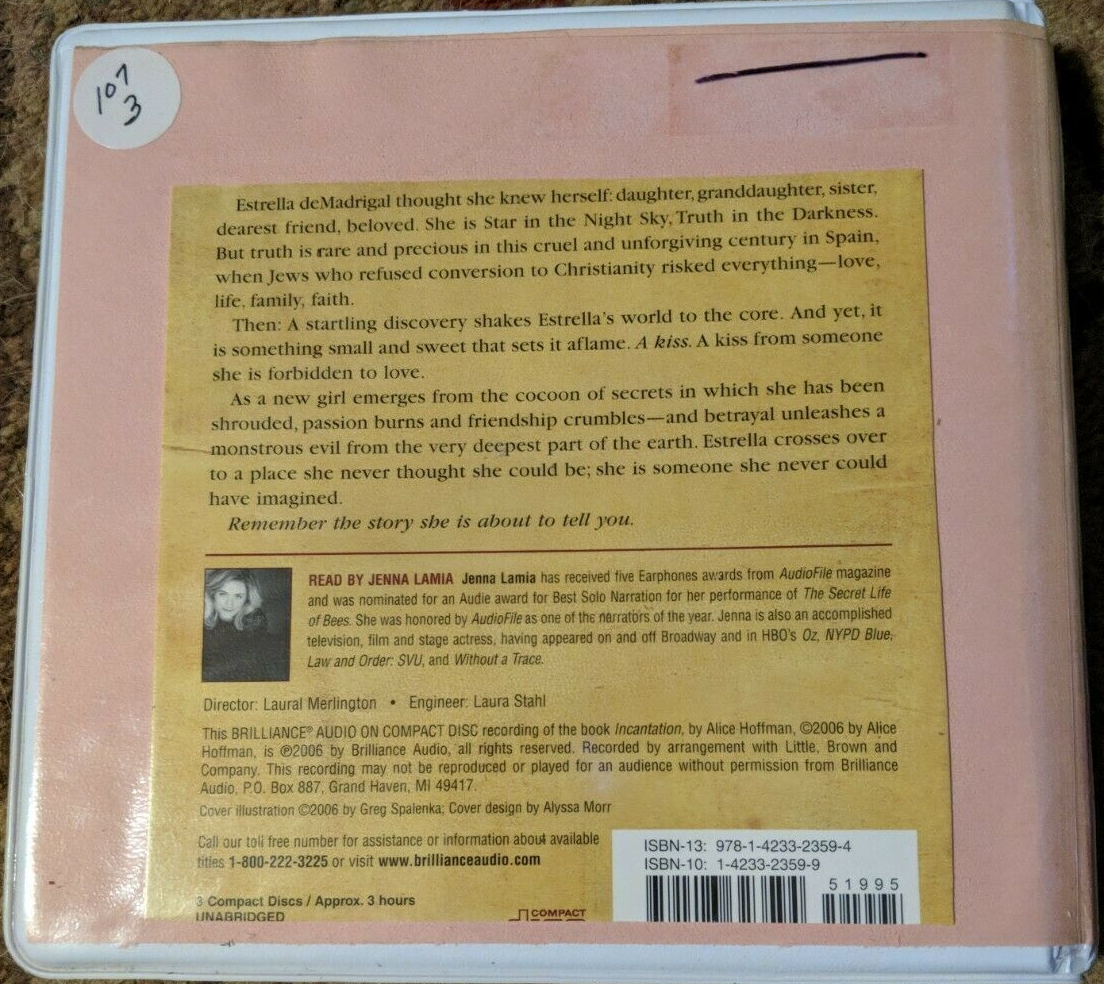 107
3
Estrella deMadrigal thought she knew herself: daughter, granddaughter, sister,
dearest friend, beloved. She is Star in the Night Sky, Truth in the Darkness.
But truth is rare and precious in this cruel and unforgiving century in Spain,
when Jews who refused conversion to Christianity risked everything—love,
life, family, faith.
Then: A startling discovery shakes Estrella's world to the core. And yet, it
is something small and sweet that sets it aflame. A kiss. A kiss from someone
she is forbidden to love.
As a new girl emerges from the cocoon of secrets in which she has been
shrouded, passion burns and friendship crumbles—and betrayal unleashes a
monstrous evil from the very deepest part of the earth. Estrella crosses over
to a place she never thought she could be; she is someone she never could
have imagined.
Remember the story she is about to tell you.
READ BY JENNA LAMIA Jenna Lamia has received five Earphones awards from AudioFile magazine
and was nominated for an Audie award for Best Solo Narration for her performance of The Secret Life
of Bees. She was honored by AudioFile as one of the narrators of the year. Jenna is also an accomplished
television, film and stage actress, having appeared on and off Broadway and in HBO's Oz, NYPD Blue,
Law and Order: SVU, and Without a Trace.
Director: Laural Merlington • Engineer: Laura Stahl
This BRILLIANCE® AUDIO ON COMPACT DISC recording of the book Incantation, by Alice Hoffman, ©2006 by Alice
Hoffman, is ℗2006 by Brilliance Audio, all rights reserved. Recorded by arrangement with Little, Brown and
Company. This recording may not be reproduced or played for an audience without permission from Brilliance
Audio, P.O. Box 887, Grand Haven, MI 49417.
Cover illustration ©2006 by Greg Spalenka; Cover design by Alyssa Morr
Call our toll free number for assistance or information about available
titles 1-800-222-3225 or visit www.brillianceaudio.com
3 Compact Discs / Approx. 3 hours
UNABRIDGED
COMPACT
ISBN-13: 978-1-4233-2359-4
ISBN-10: 1-4233-2359-9
51995